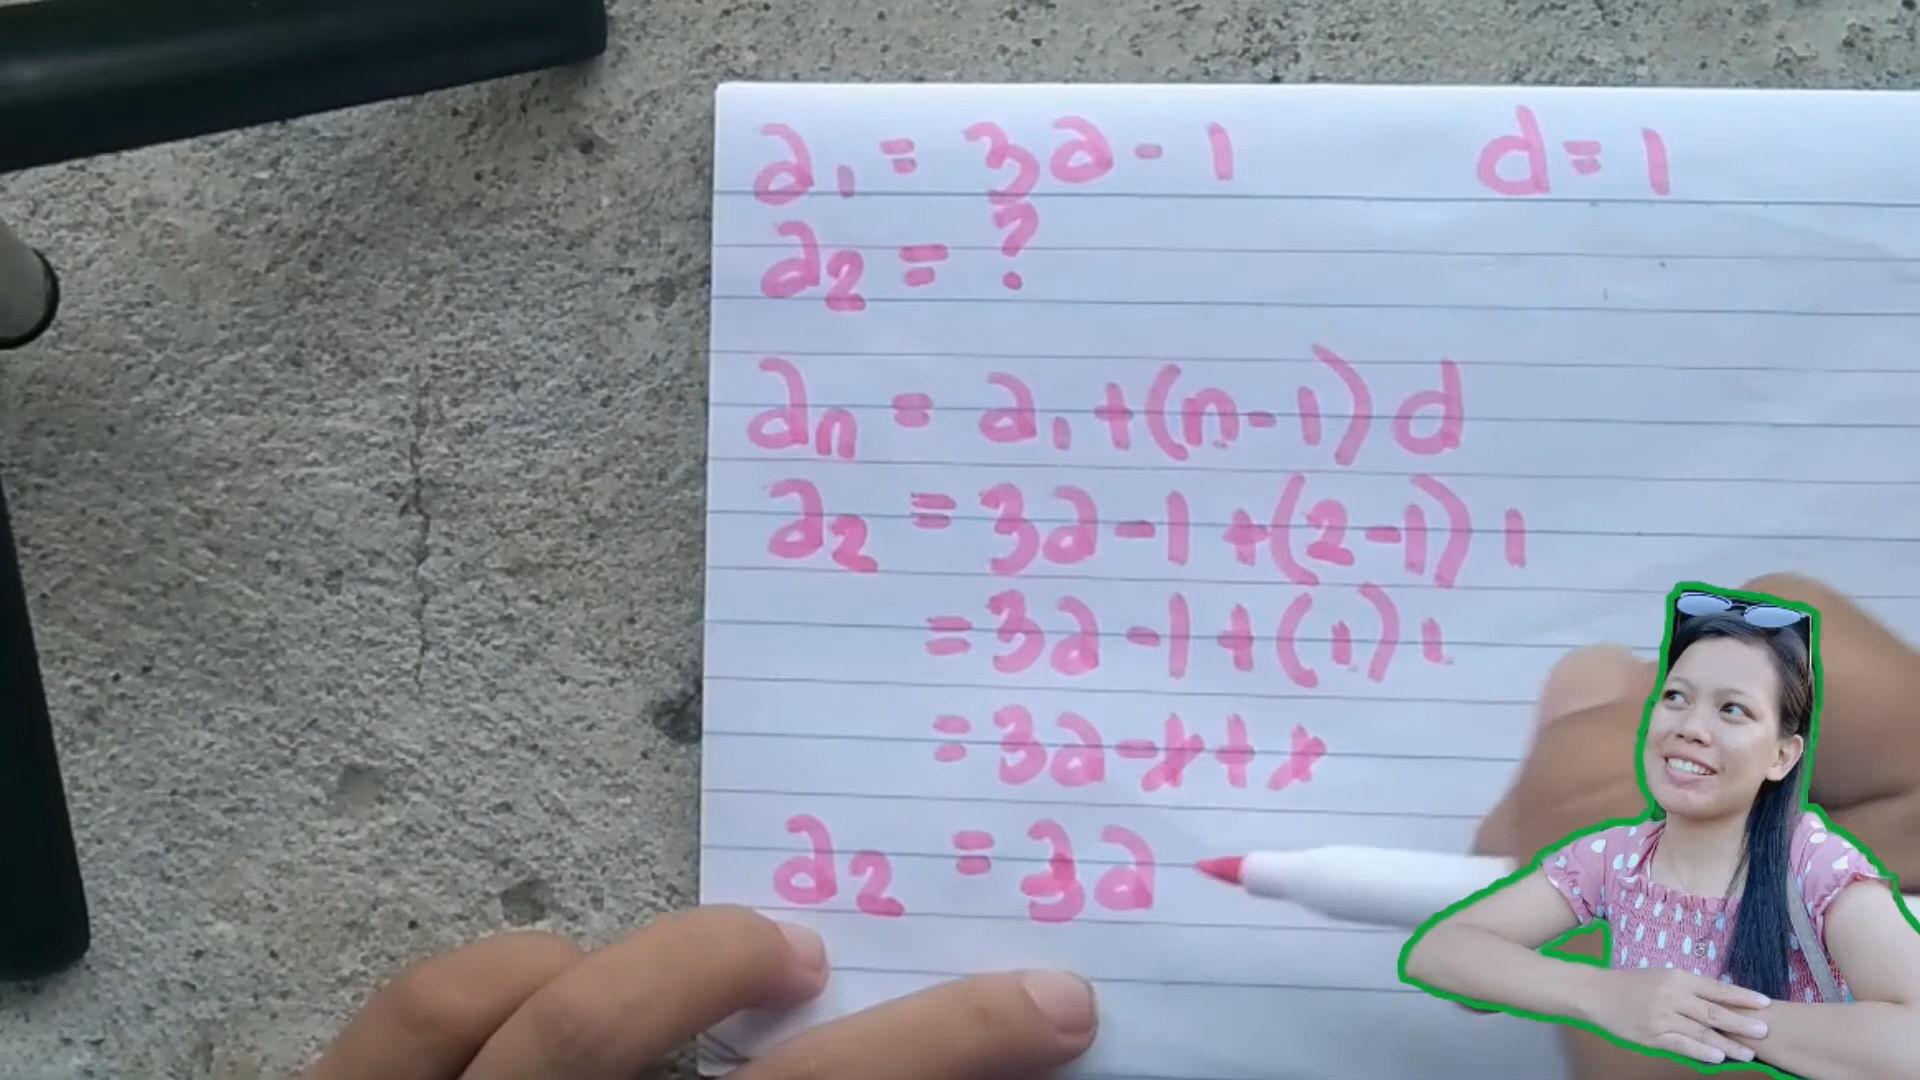 a₁ = 3a - 1 d = 1
a₂ = ?
aₙ = a₁ + (n - 1) d
a₂ = 3a - 1 + (2 - 1) 1
= 3a - 1 + (1) 1
= 3a - 1 + 1
a₂ = 3a